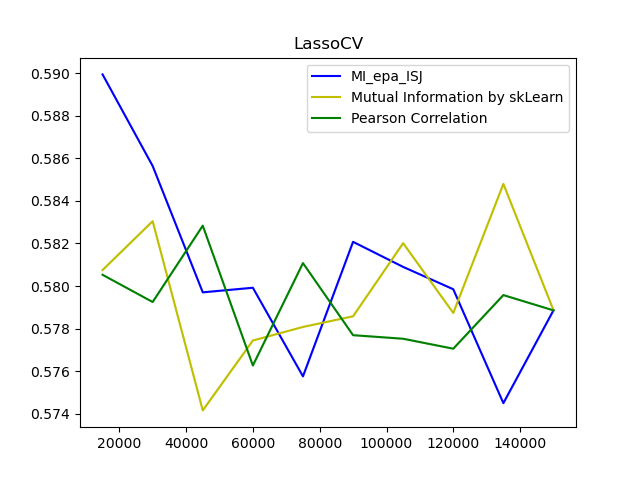 LassoCV
MI_epa_ISJ
Mutual Information by skLearn
Pearson Correlation
0.590
0.588
0.586
0.584
0.582
0.580
0.578
0.576
0.574
20000 40000 60000 80000 100000 120000 140000